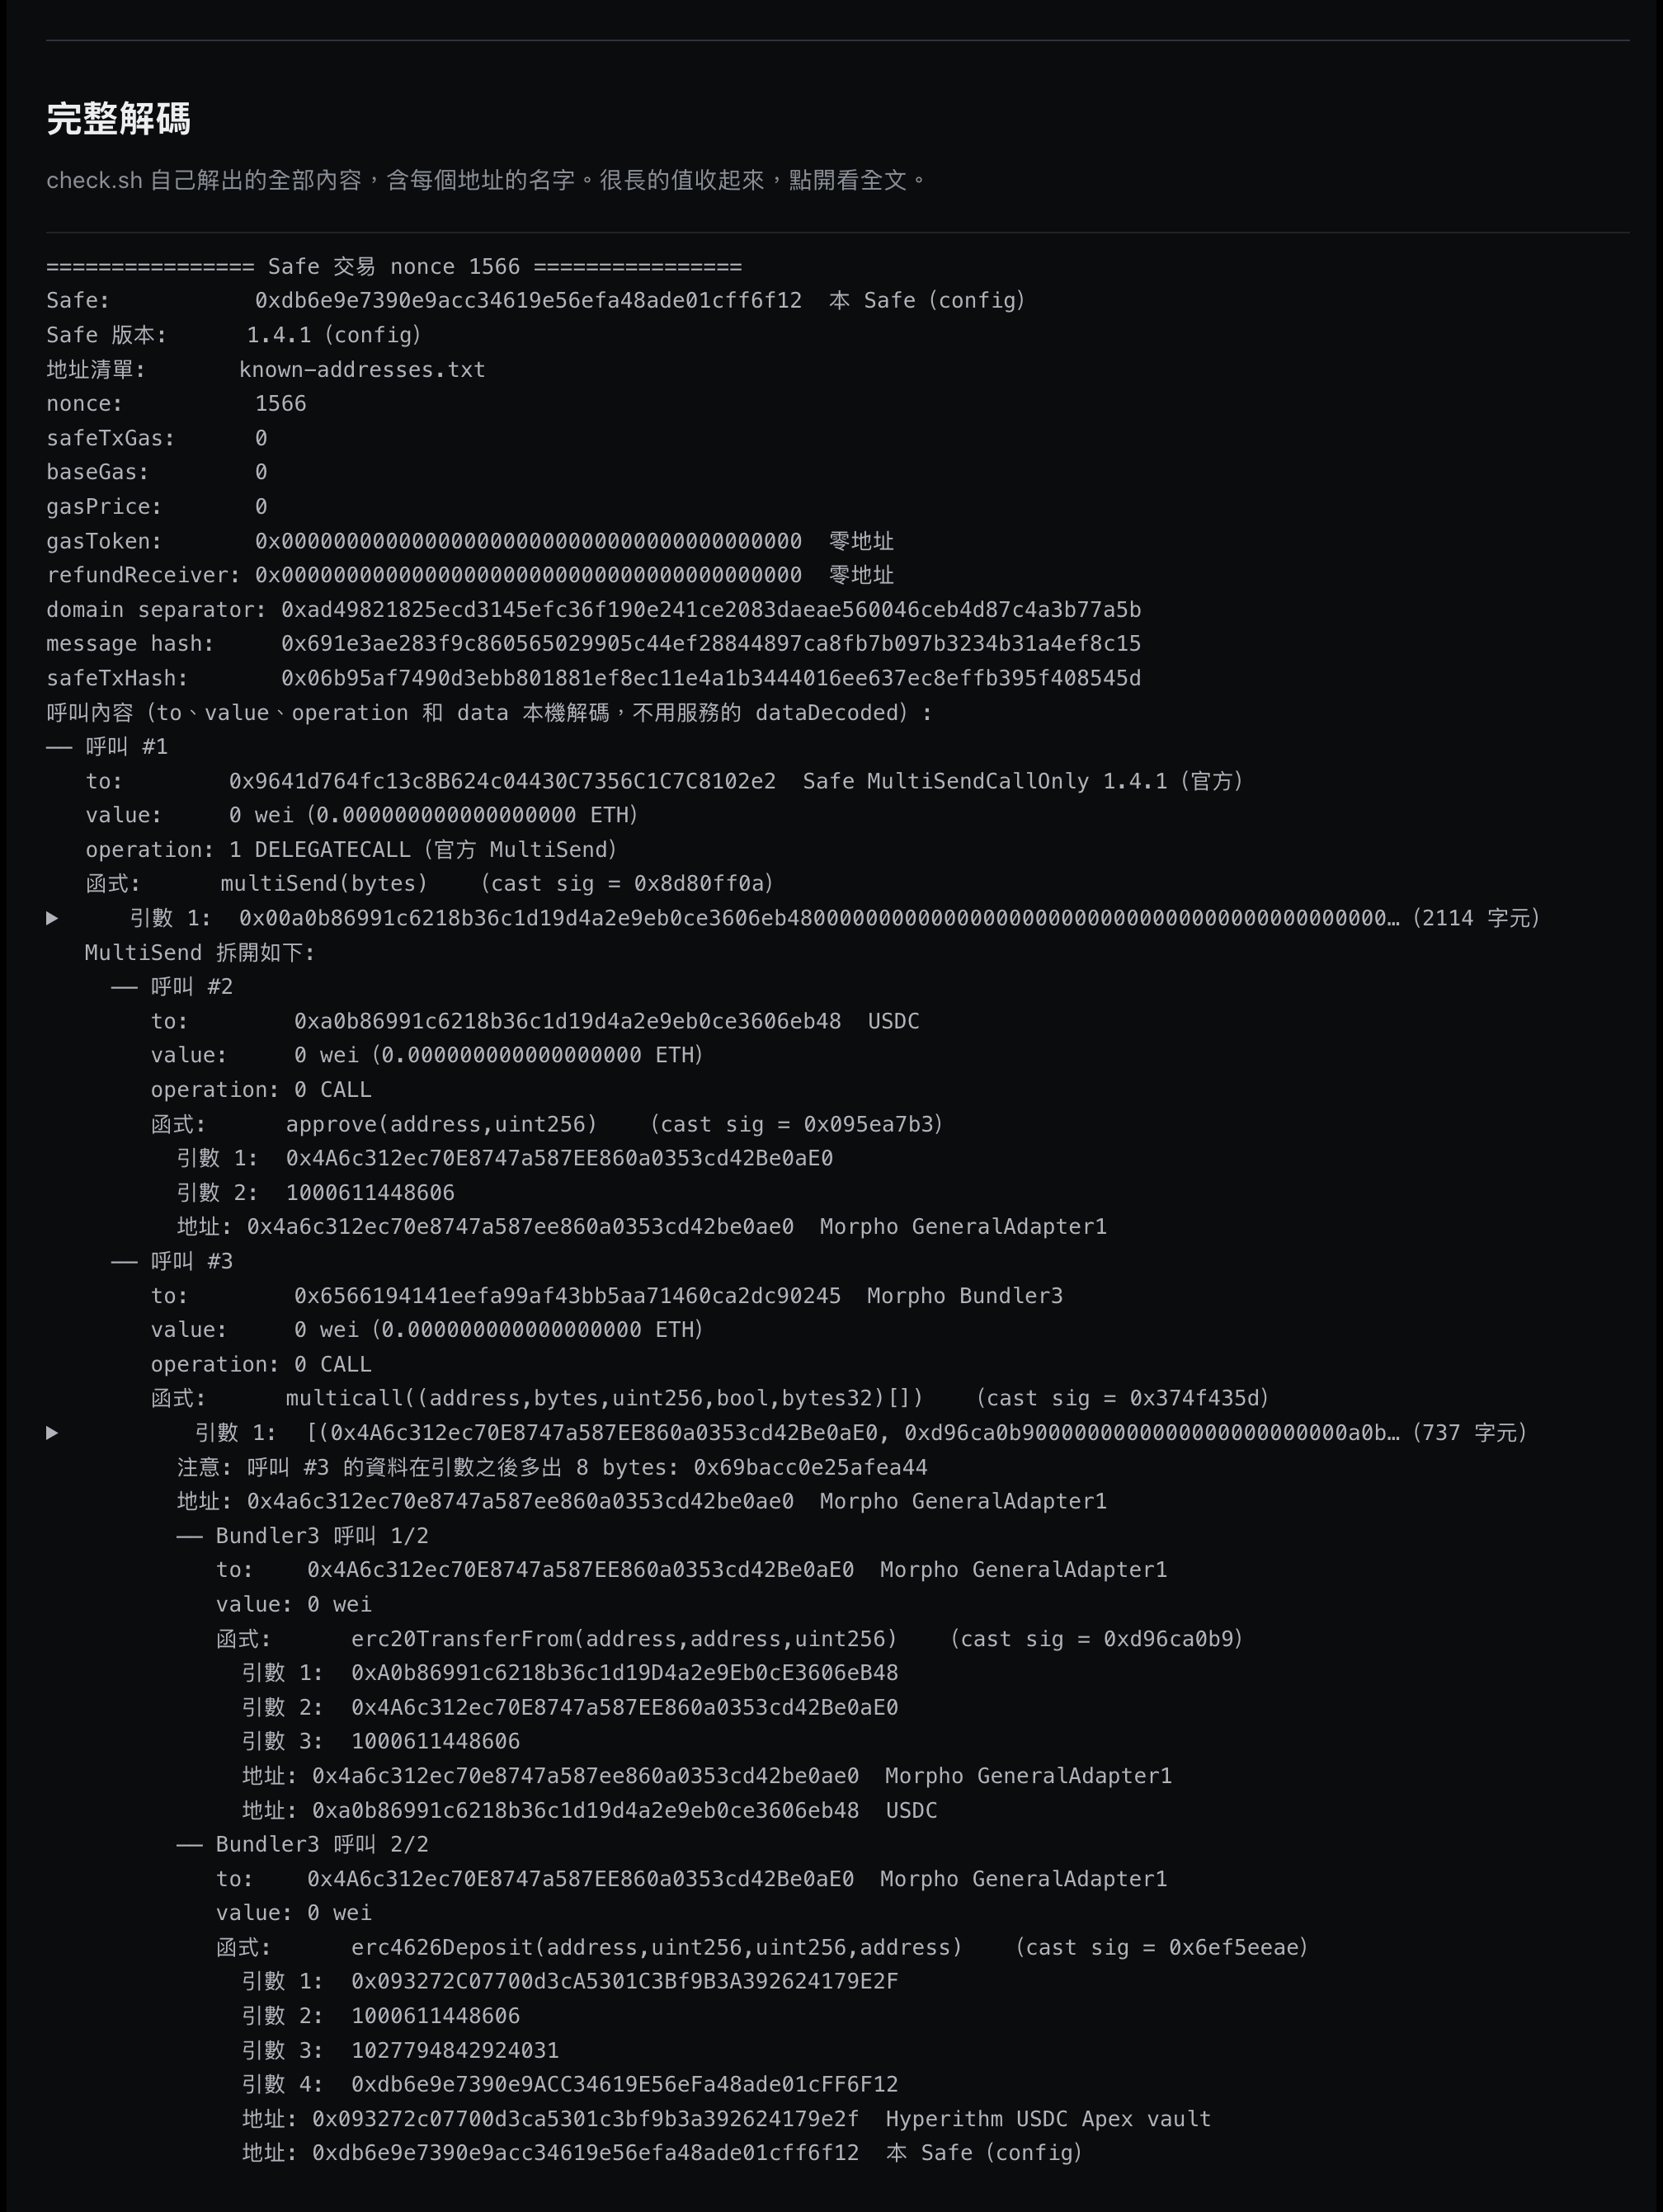 完整解碼
check.sh 自己解出的全部內容，含每個地址的名字。很長的值收起來，點開看全文。
================ Safe 交易 nonce 1566 ================
Safe:           0xdb6e9e7390e9acc34619e56efa48ade01cff6f12  本 Safe（config）
Safe 版本:      1.4.1（config）
地址清單:       known-addresses.txt
nonce:          1566
safeTxGas:      0
baseGas:        0
gasPrice:       0
gasToken:       0x0000000000000000000000000000000000000000  零地址
refundReceiver: 0x0000000000000000000000000000000000000000  零地址
domain separator: 0xad49821825ecd3145efc36f190e241ce2083daeae560046ceb4d87c4a3b77a5b
message hash:     0x691e3ae283f9c860565029905c44ef28844897ca8fb7b097b3234b31a4ef8c15
safeTxHash:       0x06b95af7490d3ebb801881ef8ec11e4a1b3444016ee637ec8effb395f408545d
呼叫內容（to、value、operation 和 data 本機解碼，不用服務的 dataDecoded）:
── 呼叫 #1
to:        0x9641d764fc13c8B624c04430C7356C1C7C8102e2  Safe MultiSendCallOnly 1.4.1（官方）
value:     0 wei（0.000000000000000000 ETH）
operation: 1 DELEGATECALL（官方 MultiSend）
函式:      multiSend(bytes)    （cast sig = 0x8d80ff0a）
▶ 引數 1:  0x00a0b86991c6218b36c1d19d4a2e9eb0ce3606eb48000000000000000000000000000000000000000000000…（2114 字元）
MultiSend 拆開如下:
── 呼叫 #2
to:        0xa0b86991c6218b36c1d19d4a2e9eb0ce3606eb48  USDC
value:     0 wei（0.000000000000000000 ETH）
operation: 0 CALL
函式:      approve(address,uint256)    （cast sig = 0x095ea7b3）
引數 1:  0x4A6c312ec70E8747a587EE860a0353cd42Be0aE0
引數 2:  1000611448606
地址: 0x4a6c312ec70e8747a587ee860a0353cd42be0ae0  Morpho GeneralAdapter1
── 呼叫 #3
to:        0x6566194141eefa99af43bb5aa71460ca2dc90245  Morpho Bundler3
value:     0 wei（0.000000000000000000 ETH）
operation: 0 CALL
函式:      multicall((address,bytes,uint256,bool,bytes32)[])    （cast sig = 0x374f435d）
▶ 引數 1:  [(0x4A6c312ec70E8747a587EE860a0353cd42Be0aE0, 0xd96ca0b9000000000000000000000000a0b…（737 字元）
注意: 呼叫 #3 的資料在引數之後多出 8 bytes: 0x69bacc0e25afea44
地址: 0x4a6c312ec70e8747a587ee860a0353cd42be0ae0  Morpho GeneralAdapter1
── Bundler3 呼叫 1/2
to:    0x4A6c312ec70E8747a587EE860a0353cd42Be0aE0  Morpho GeneralAdapter1
value: 0 wei
函式:      erc20TransferFrom(address,address,uint256)    （cast sig = 0xd96ca0b9）
引數 1:  0xA0b86991c6218b36c1d19D4a2e9Eb0cE3606eB48
引數 2:  0x4A6c312ec70E8747a587EE860a0353cd42Be0aE0
引數 3:  1000611448606
地址: 0x4a6c312ec70e8747a587ee860a0353cd42be0ae0  Morpho GeneralAdapter1
地址: 0xa0b86991c6218b36c1d19d4a2e9eb0ce3606eb48  USDC
── Bundler3 呼叫 2/2
to:    0x4A6c312ec70E8747a587EE860a0353cd42Be0aE0  Morpho GeneralAdapter1
value: 0 wei
函式:      erc4626Deposit(address,uint256,uint256,address)    （cast sig = 0x6ef5eeae）
引數 1:  0x093272C07700d3cA5301C3Bf9B3A392624179E2F
引數 2:  1000611448606
引數 3:  1027794842924031
引數 4:  0xdb6e9e7390e9ACC34619E56eFa48ade01cFF6F12
地址: 0x093272c07700d3ca5301c3bf9b3a392624179e2f  Hyperithm USDC Apex vault
地址: 0xdb6e9e7390e9acc34619e56efa48ade01cff6f12  本 Safe（config）